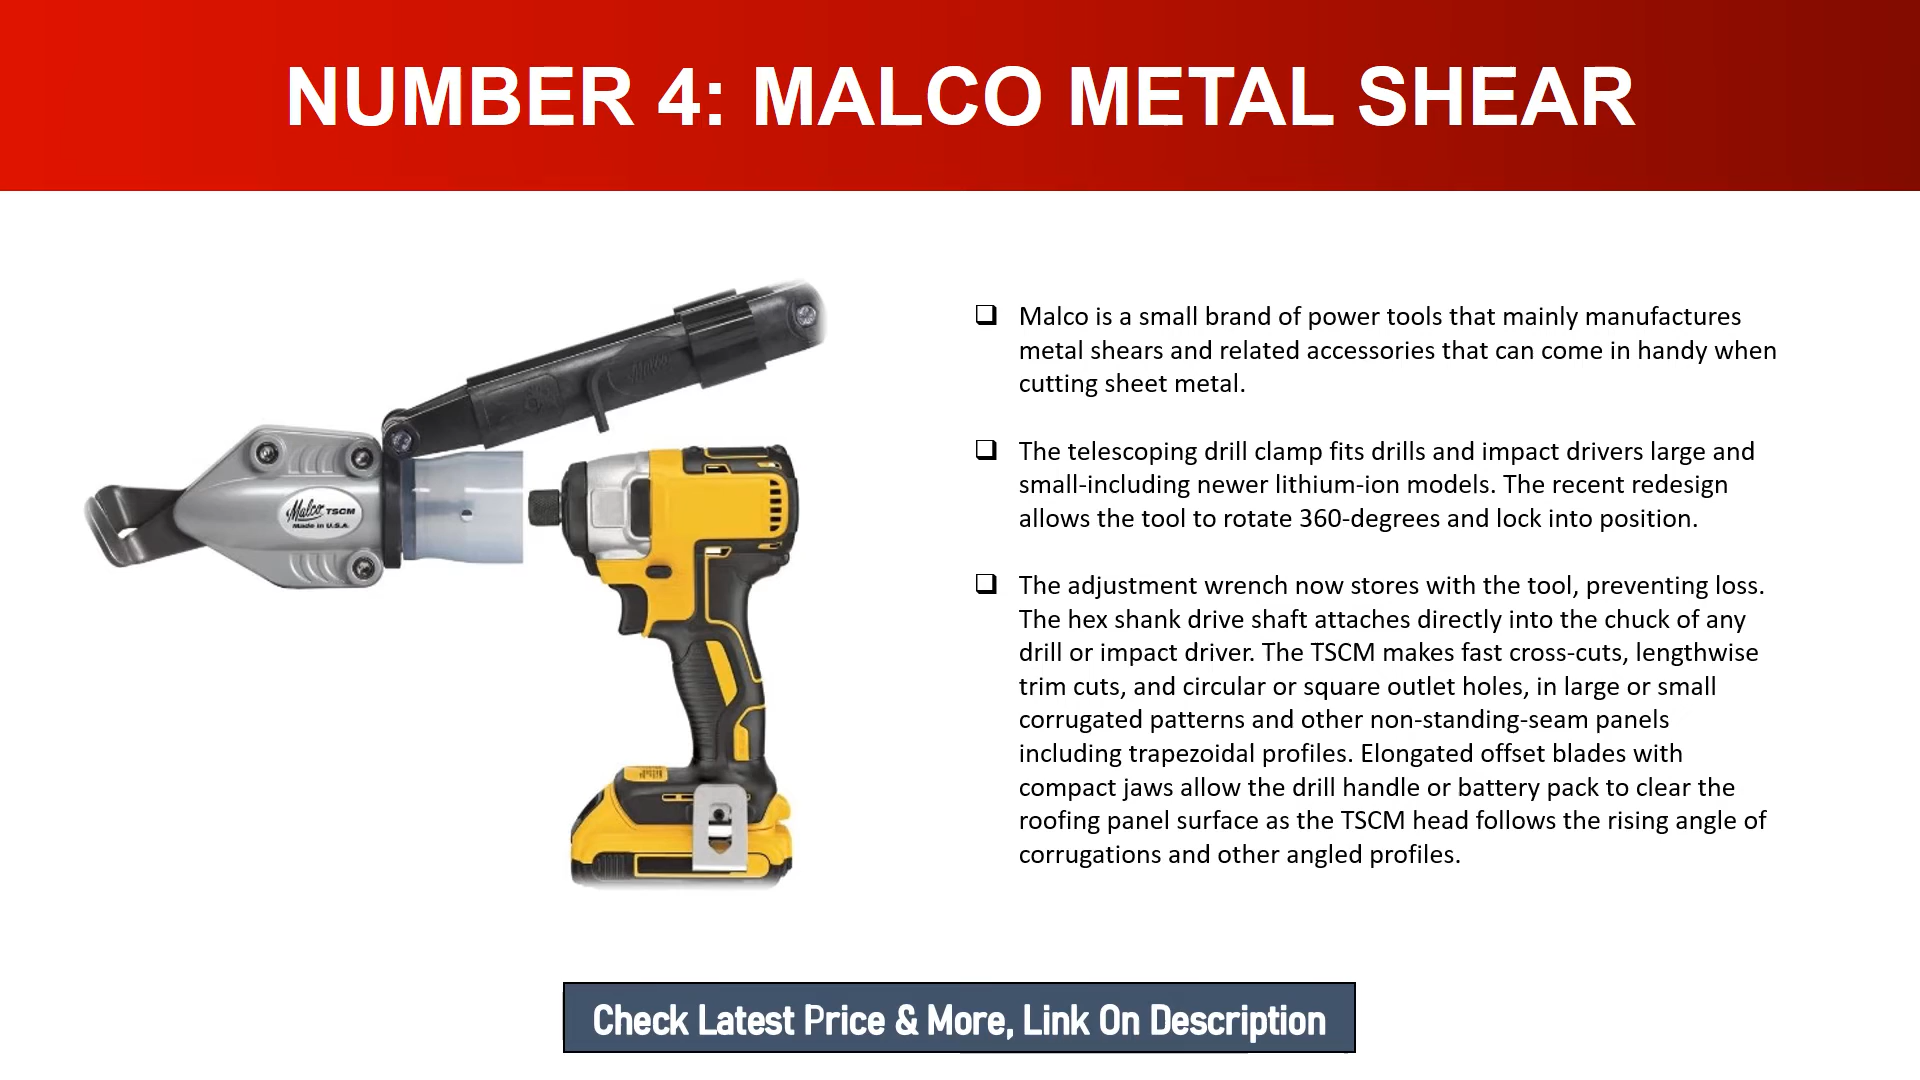 NUMBER 4: MALCO METAL SHEAR
Malco is a small brand of power tools that mainly manufactures
metal shears and related accessories that can come in handy when
cutting sheet metal.
The telescoping drill clamp fits drills and impact drivers large and
small-including newer lithium-ion models. The recent redesign
allows the tool to rotate 360-degrees and lock into position.
The adjustment wrench now stores with the tool, preventing loss.
The hex shank drive shaft attaches directly into the chuck of any
drill or impact driver. The TSCM makes fast cross-cuts, lengthwise
trim cuts, and circular or square outlet holes, in large or small
corrugated patterns and other non-standing-seam panels
including trapezoidal profiles. Elongated offset blades with
compact jaws allow the drill handle or battery pack to clear the
roofing panel surface as the TSCM head follows the rising angle of
corrugations and other angled profiles.
Malco TSCM
Made in U.S.A.
Check Latest Price & More, Link On Description